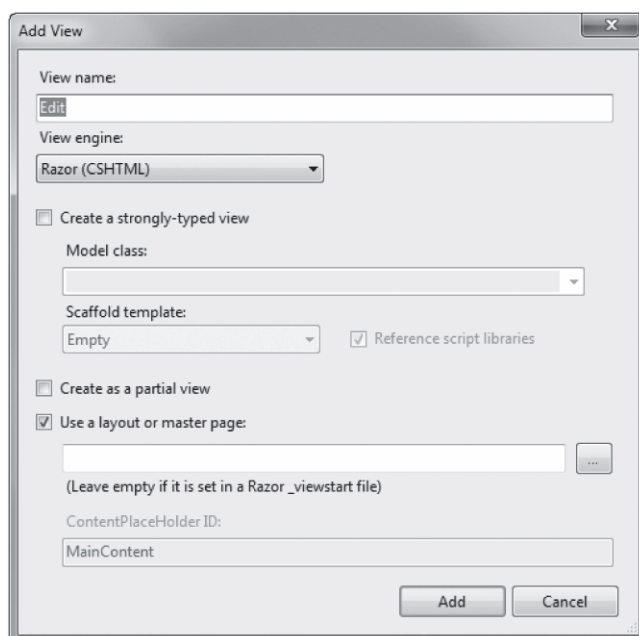 Add View
x
View name:
Edit
View engine:
Razor (CSHTML)
Create a strongly-typed view
Model class:
Scaffold template:
Empty
Reference script libraries
Create as a partial view
Use a layout or master page:
...
(Leave empty if it is set in a Razor _viewstart file)
ContentPlaceHolder ID:
MainContent
Add Cancel